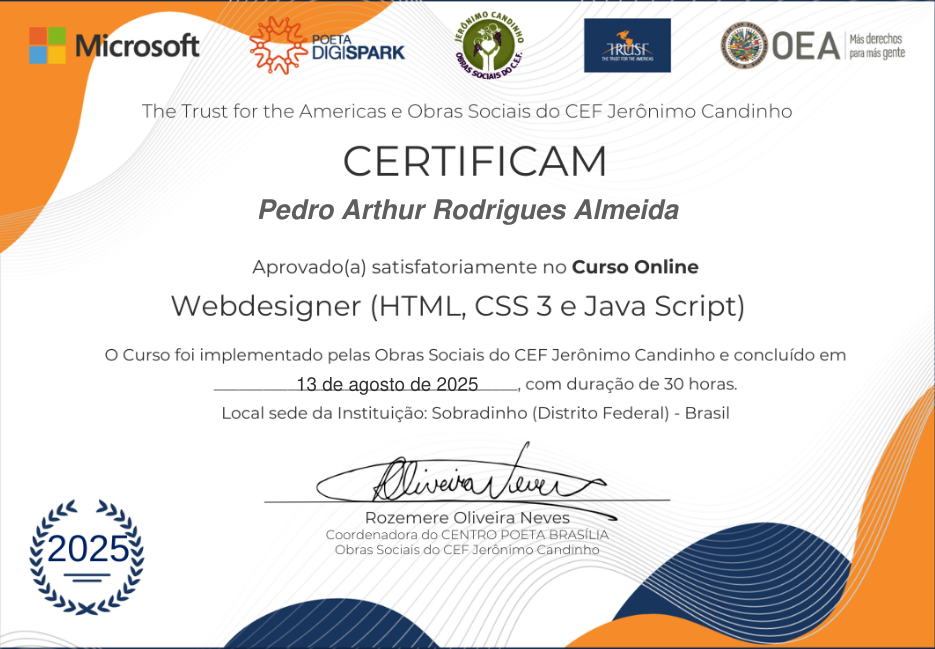 Microsoft
POETA
DIGISPARK
JERÔNIMO CANDINHO
OBRAS SOCIAIS DO C.E.F.
TRUST
THE TRUST FOR THE AMERICAS
OEA
Más derechos
para más gente
The Trust for the Americas e Obras Sociais do CEF Jerônimo Candinho
CERTIFICAM
Pedro Arthur Rodrigues Almeida
Aprovado(a) satisfatoriamente no Curso Online
Webdesigner (HTML, CSS 3 e Java Script)
O Curso foi implementado pelas Obras Sociais do CEF Jerônimo Candinho e concluído em
13 de agosto de 2025, com duração de 30 horas.
Local sede da Instituição: Sobradinho (Distrito Federal) - Brasil
Oliveira Neves
Rozemere Oliveira Neves
Coordenadora do CENTRO POETA BRASÍLIA
Obras Sociais do CEF Jerônimo Candinho
2025